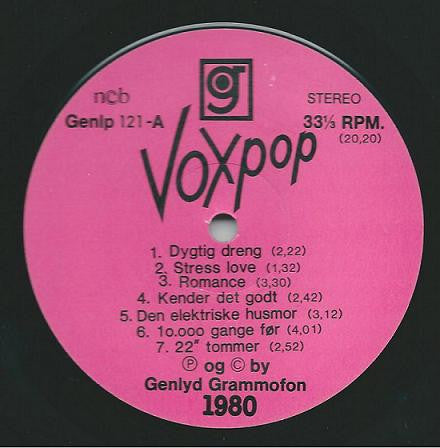 g
ncb
STEREO
Genlp 121-A
33⅓ RPM.
(20,20)
Voxpop
1. Dygtig dreng (2,22)
2. Stress love (1,32)
3. Romance (3,30)
4. Kender det godt (2,42)
5. Den elektriske husmor (3,12)
6. 10.000 gange før (4,01)
7. 22" tommer (2,52)
Ⓟ og © by
Genlyd Grammofon
1980